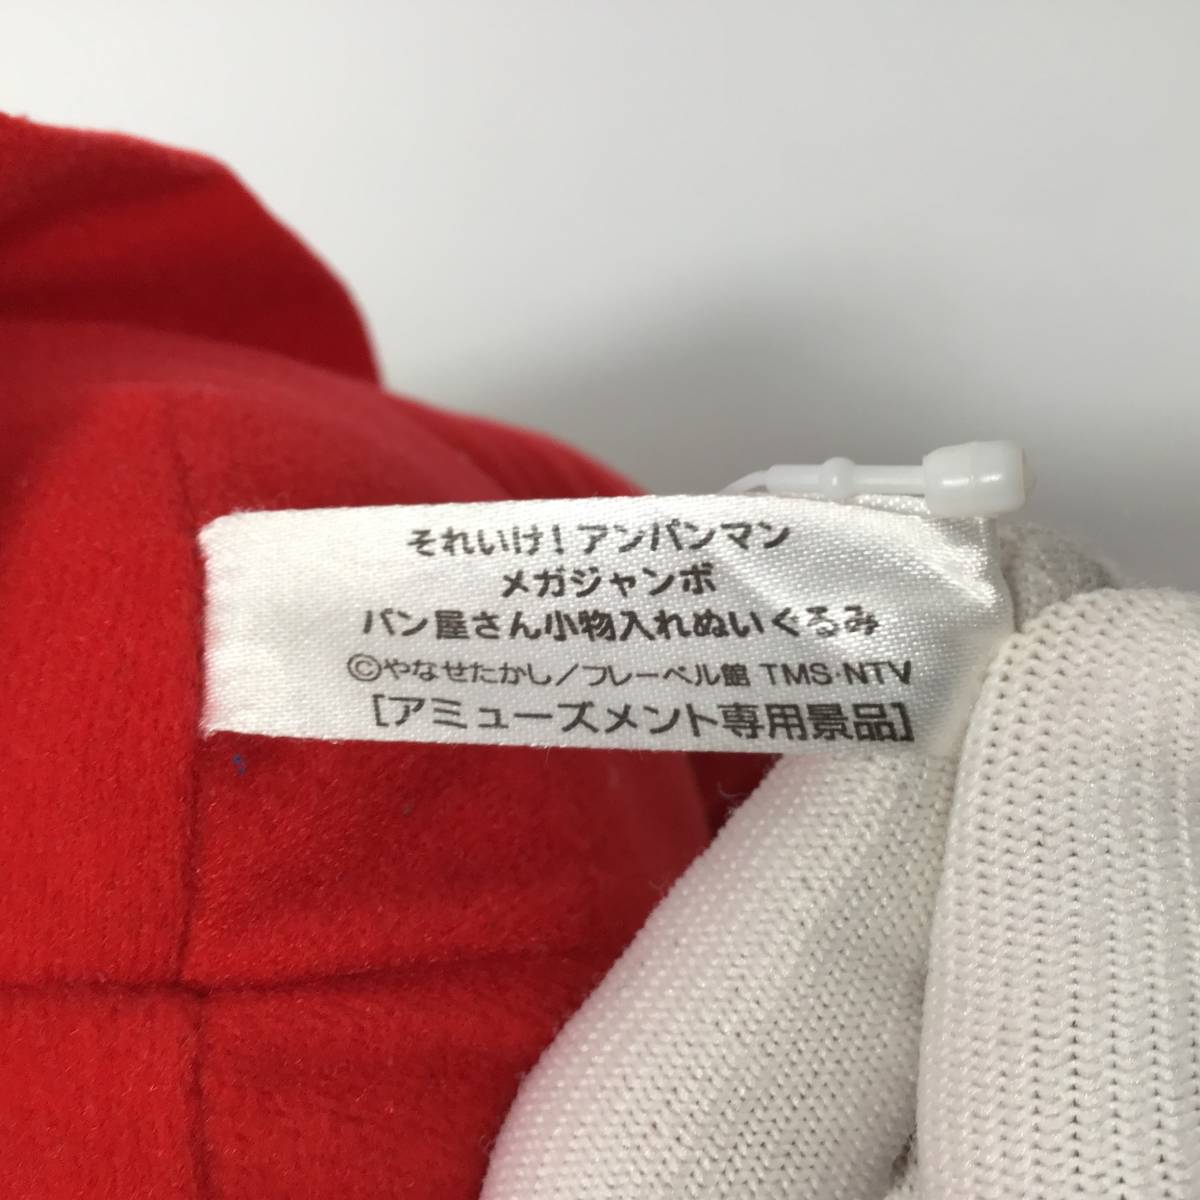 それいけ！アンパンマン
メガジャンボ
パン屋さん小物入れぬいぐるみ
©やなせたかし/フレーベル館 TMS・NTV
[アミューズメント専用景品]